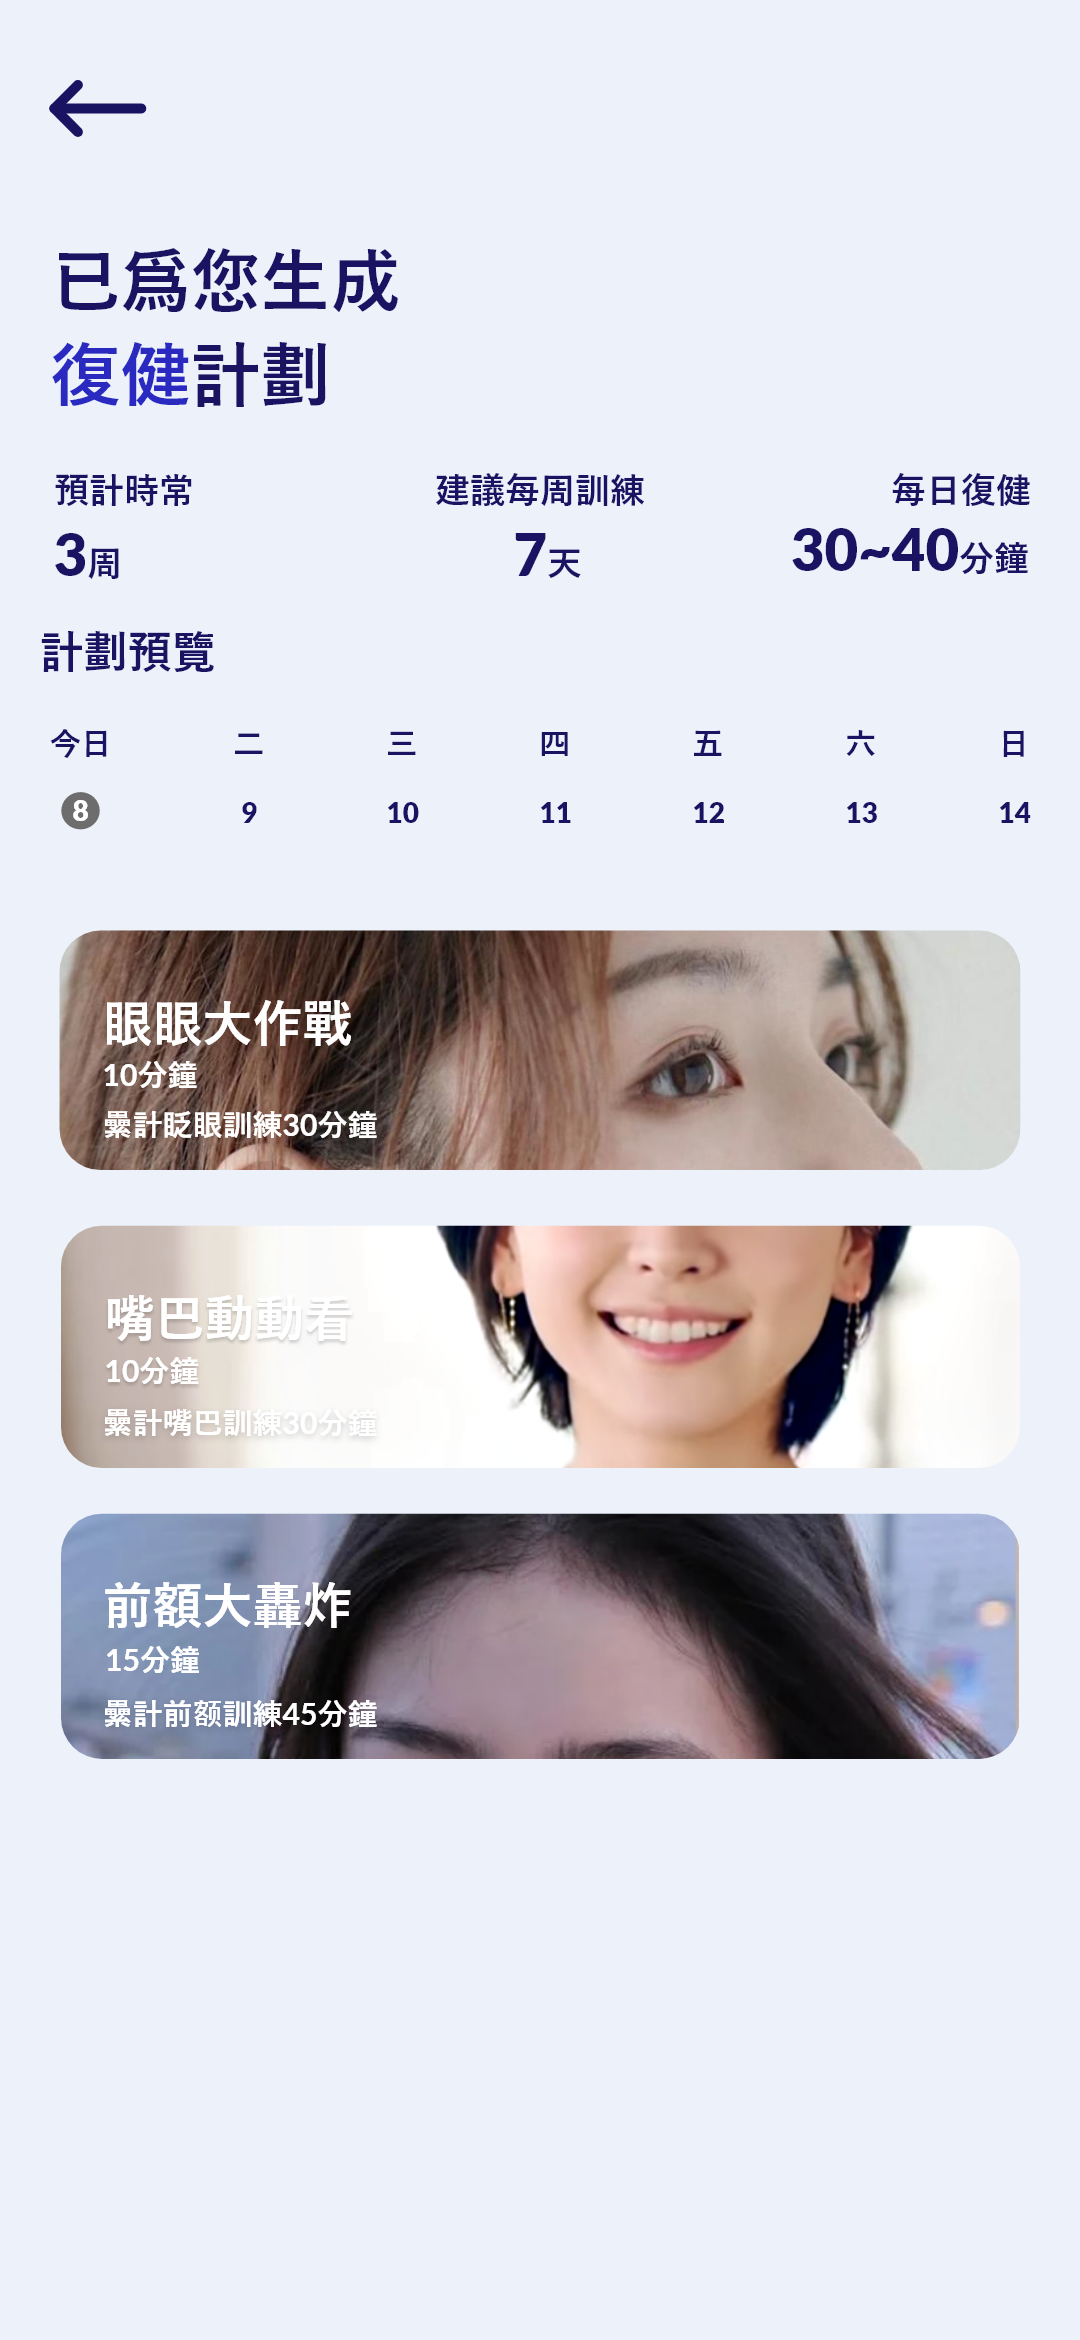 已爲您生成
復健計劃
預計時常
3周
建議每周訓練
7天
每日復健
30~40分鐘
計劃預覽
今日 二 三 四 五 六 日
8 9 10 11 12 13 14
眼眼大作戰
10分鐘
纍計眨眼訓練30分鐘
嘴巴動動看
10分鐘
纍計嘴巴訓練30分鐘
前額大轟炸
15分鐘
纍計前额訓練45分鐘